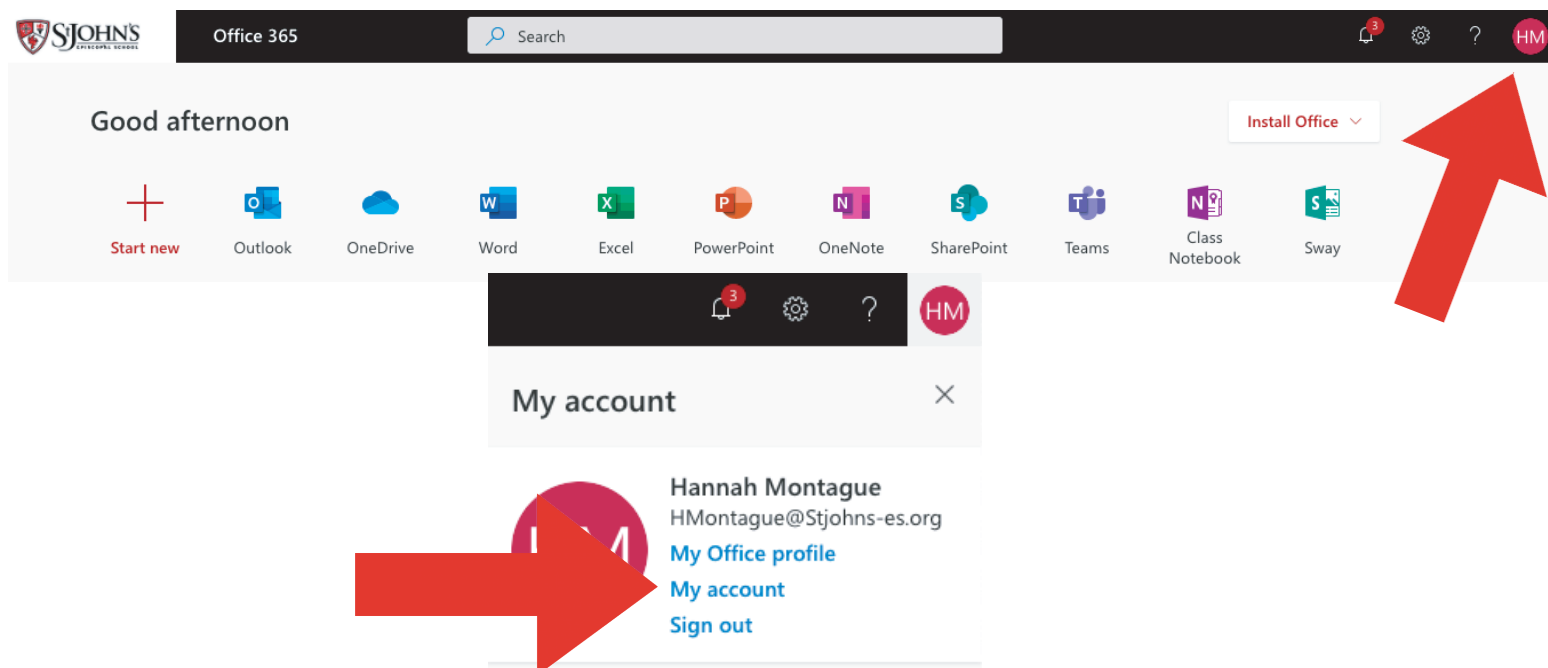 ST JOHN'S
EPISCOPAL SCHOOL
Office 365
Search
3
HM
Good afternoon
Install Office
Start new
Outlook
OneDrive
Word
Excel
PowerPoint
OneNote
SharePoint
Teams
Class
Notebook
Sway
3
?
HM
My account
Hannah Montague
HMontague@Stjohns-es.org
My Office profile
My account
Sign out